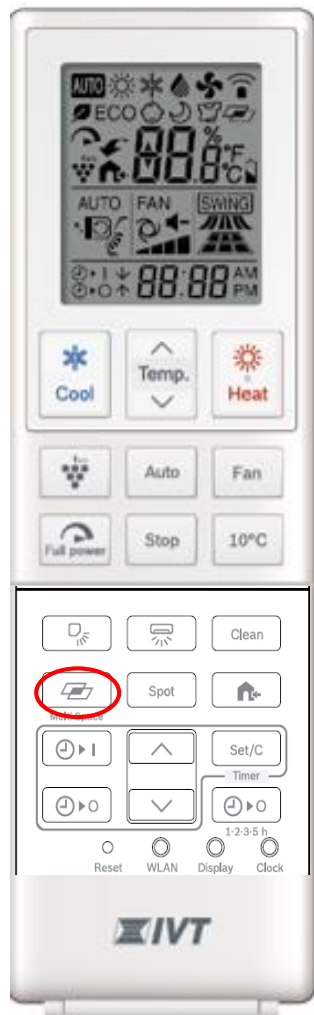 AUTO
ECO
88 % 8 °F °C
AUTO FAN SWING
I
O 88:88 AM PM
Cool Temp. Heat
Auto Fan
Full power Stop 10°C
Clean
Multi Space Spot
I Set/C
Timer
O O
1·2·3·5 h
Reset WLAN Display Clock
IVT